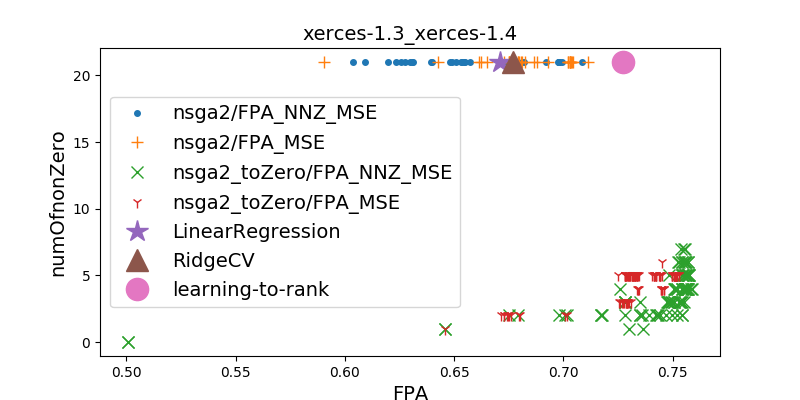 xerces-1.3_xerces-1.4
numOfnonZero
20
15
10
5
0
nsga2/FPA_NNZ_MSE
nsga2/FPA_MSE
nsga2_toZero/FPA_NNZ_MSE
nsga2_toZero/FPA_MSE
LinearRegression
RidgeCV
learning-to-rank
0.50 0.55 0.60 0.65 0.70 0.75
FPA